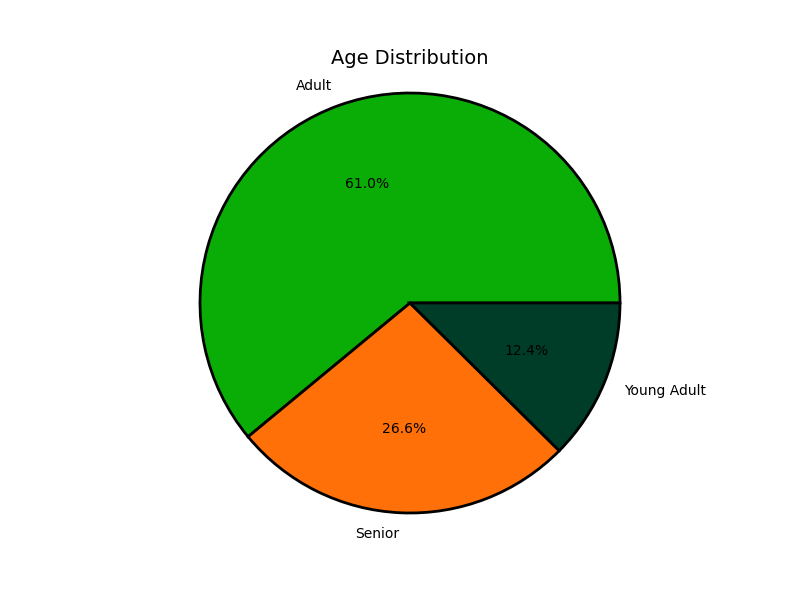 Age Distribution
Adult
61.0%
12.4%
Young Adult
26.6%
Senior